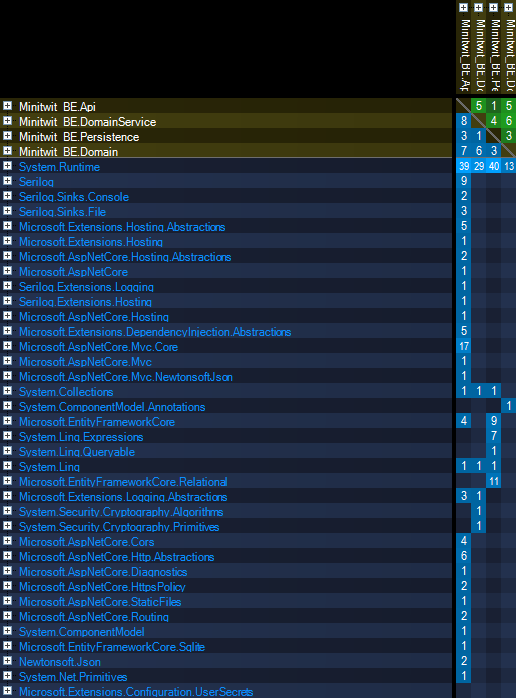 Minitwit_BE.Ap
Minitwit_BE.Do
Minitwit_BE.Pe
Minitwit_BE.Do
Minitwit_BE.Api 5 1 5
Minitwit_BE.DomainService 8 4 6
Minitwit_BE.Persistence 3 1 3
Minitwit_BE.Domain 7 6 3
System.Runtime 39 29 40 13
Serilog 9
Serilog.Sinks.Console 2
Serilog.Sinks.File 3
Microsoft.Extensions.Hosting.Abstractions 5
Microsoft.Extensions.Hosting 1
Microsoft.AspNetCore.Hosting.Abstractions 2
Microsoft.AspNetCore 1
Serilog.Extensions.Logging 1
Serilog.Extensions.Hosting 1
Microsoft.AspNetCore.Hosting 1
Microsoft.Extensions.DependencyInjection.Abstractions 5
Microsoft.AspNetCore.Mvc.Core 17
Microsoft.AspNetCore.Mvc 1
Microsoft.AspNetCore.Mvc.NewtonsoftJson 1
System.Collections 1 1 1
System.ComponentModel.Annotations 1
Microsoft.EntityFrameworkCore 4 9
System.Linq.Expressions 7
System.Linq.Queryable 1
System.Linq 1 1 1
Microsoft.EntityFrameworkCore.Relational 11
Microsoft.Extensions.Logging.Abstractions 3 1
System.Security.Cryptography.Algorithms 1
System.Security.Cryptography.Primitives 1
Microsoft.AspNetCore.Cors 4
Microsoft.AspNetCore.Http.Abstractions 6
Microsoft.AspNetCore.Diagnostics 1
Microsoft.AspNetCore.HttpsPolicy 2
Microsoft.AspNetCore.StaticFiles 1
Microsoft.AspNetCore.Routing 2
System.ComponentModel 1
Microsoft.EntityFrameworkCore.Sqlite 1
Newtonsoft.Json 2
System.Net.Primitives 1
Microsoft.Extensions.Configuration.UserSecrets